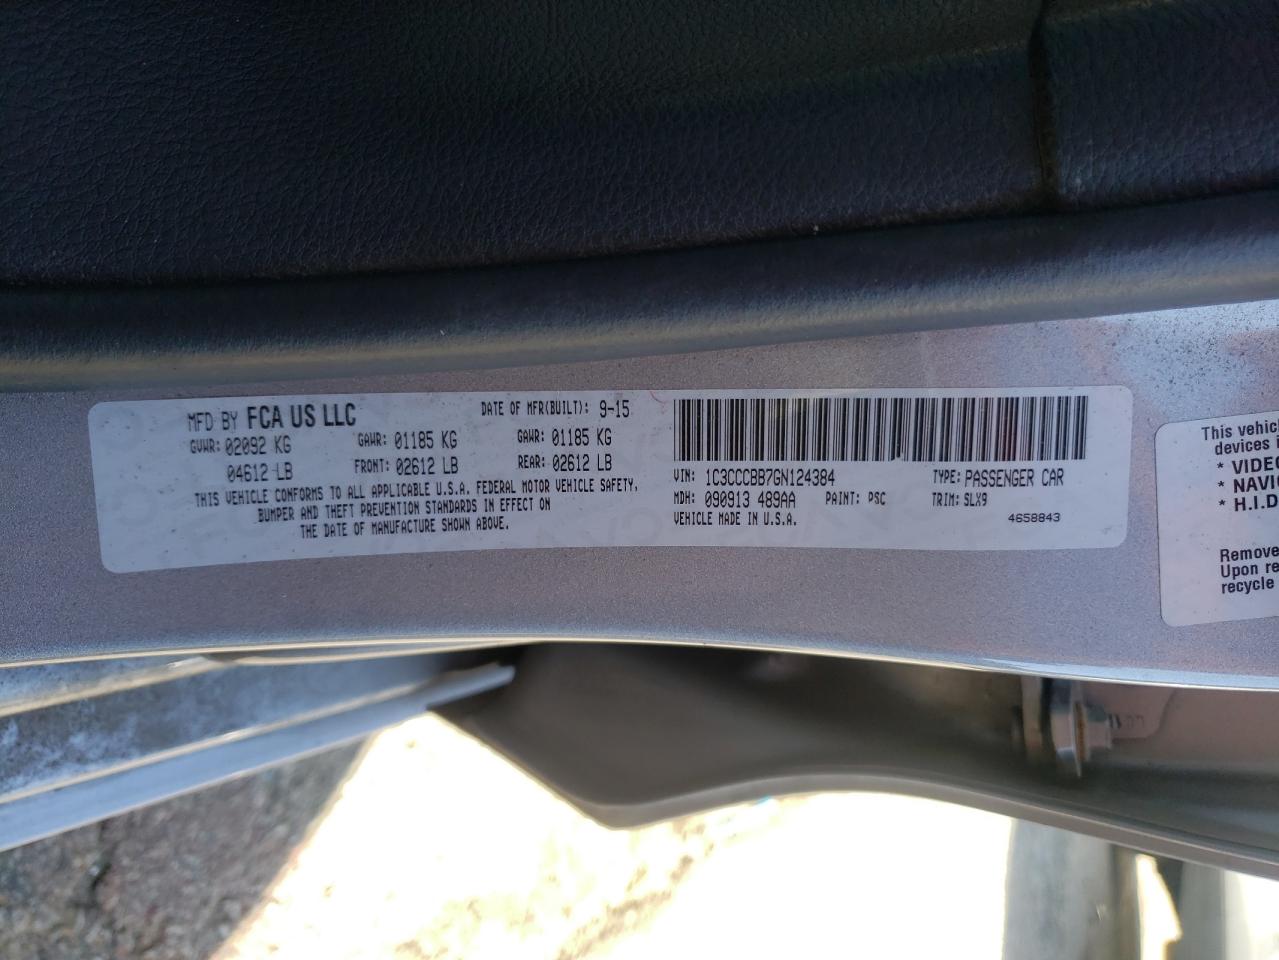 MFD BY FCA US LLC DATE OF MFR(BUILT): 9-15
GVWR: 02092 KG GAWR: 01185 KG GAWR: 01185 KG
04612 LB FRONT: 02612 LB REAR: 02612 LB
THIS VEHICLE CONFORMS TO ALL APPLICABLE U.S.A. FEDERAL MOTOR VEHICLE SAFETY,
BUMPER AND THEFT PREVENTION STANDARDS IN EFFECT ON
THE DATE OF MANUFACTURE SHOWN ABOVE.
VIN: 1C3CCCBB7GN124384 TYPE: PASSENGER CAR
MDH: 090913 489AA PAINT: PSC TRIM: SLX9
VEHICLE MADE IN U.S.A. 4658843
This vehicl
devices i
* VIDEO
* NAVIG
* H.I.D
Remove
Upon re
recycle